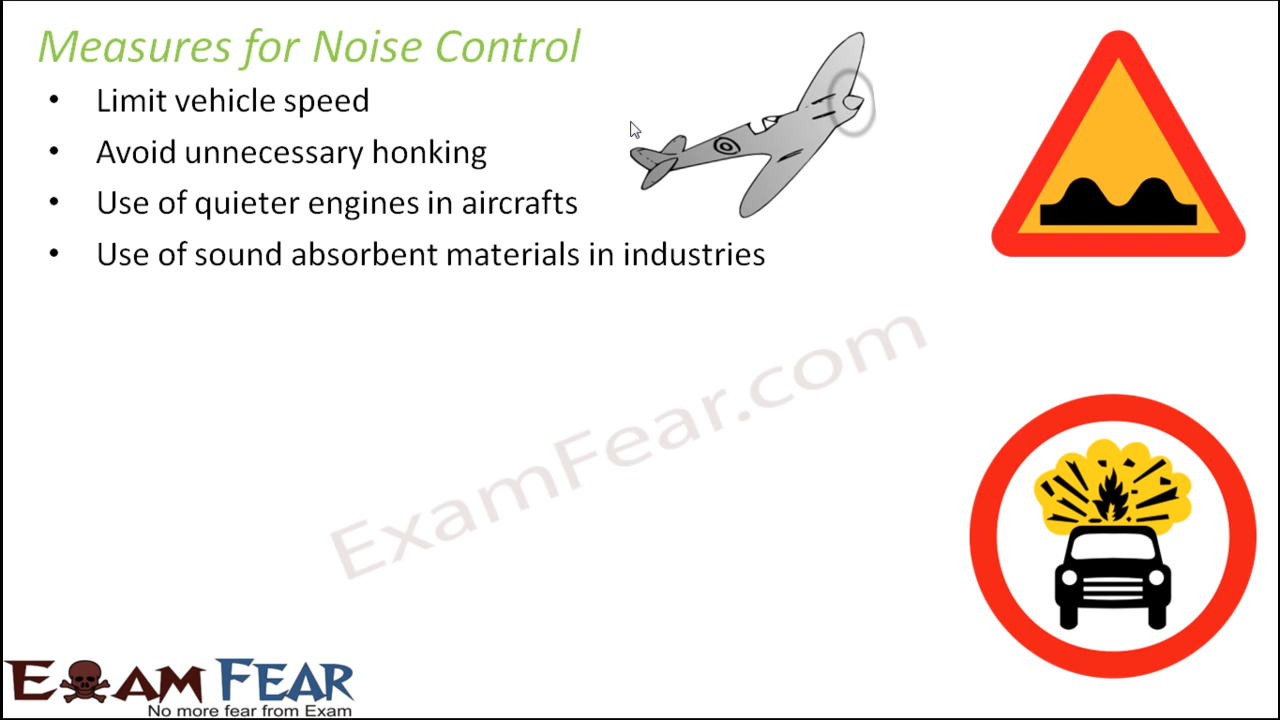 Measures for Noise Control
• Limit vehicle speed
• Avoid unnecessary honking
• Use of quieter engines in aircrafts
• Use of sound absorbent materials in industries
ExamFear.com
EXAM FEAR
No more fear from Exam